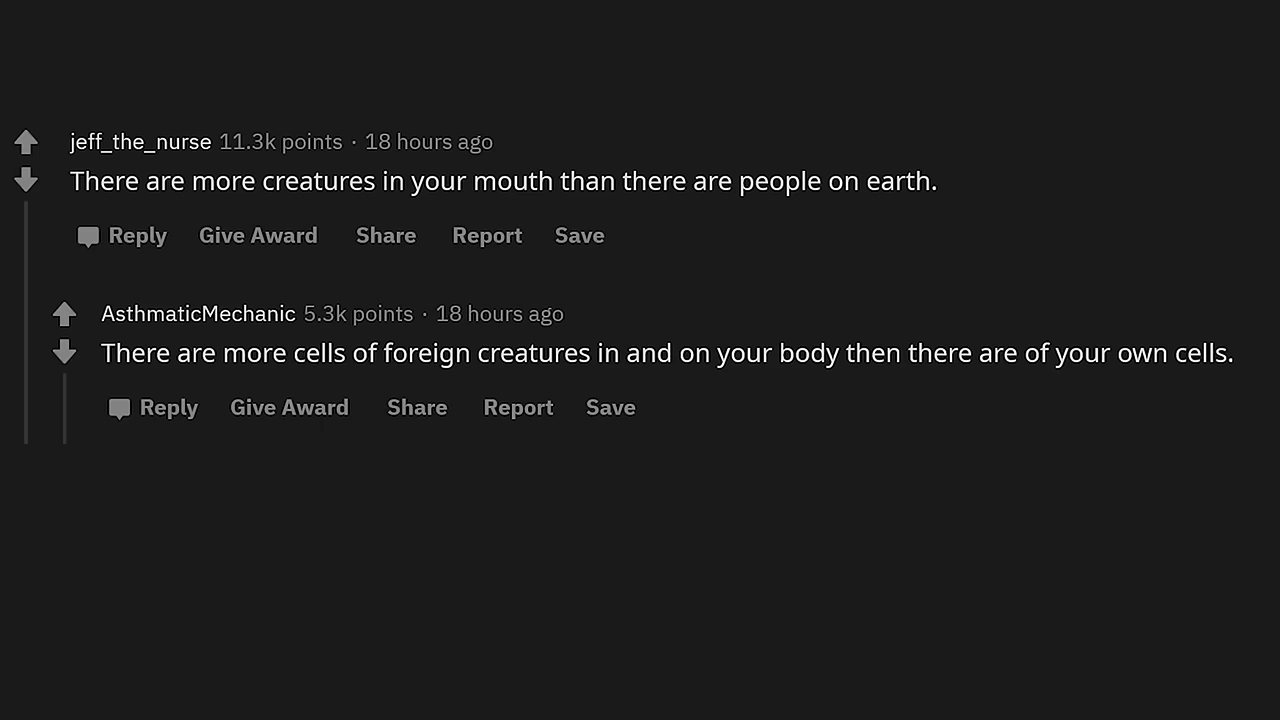 jeff_the_nurse 11.3k points · 18 hours ago
There are more creatures in your mouth than there are people on earth.
Reply Give Award Share Report Save
AsthmaticMechanic 5.3k points · 18 hours ago
There are more cells of foreign creatures in and on your body then there are of your own cells.
Reply Give Award Share Report Save